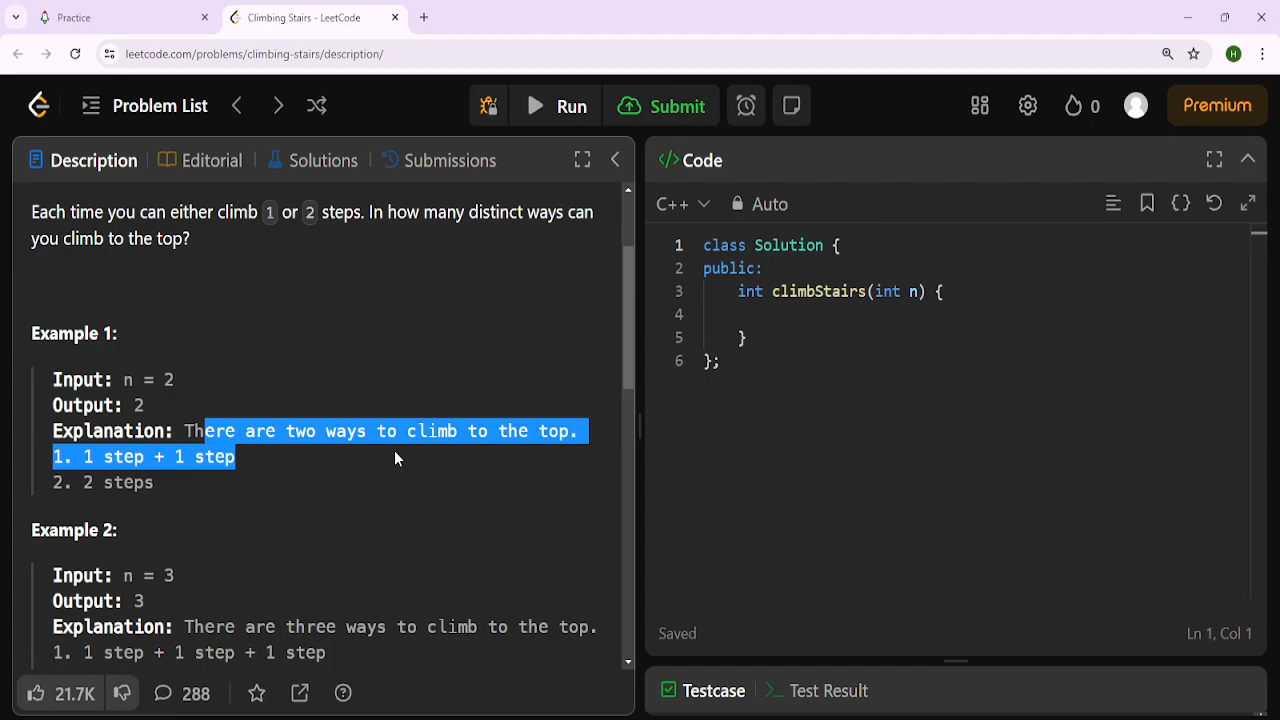 Practice
Climbing Stairs - LeetCode
leetcode.com/problems/climbing-stairs/description/
H
Problem List
Run
Submit
0
Premium
Description
Editorial
Solutions
Submissions
Each time you can either climb 1 or 2 steps. In how many distinct ways can
you climb to the top?
Example 1:
Input: n = 2
Output: 2
Explanation: There are two ways to climb to the top.
1. 1 step + 1 step
2. 2 steps
Example 2:
Input: n = 3
Output: 3
Explanation: There are three ways to climb to the top.
1. 1 step + 1 step + 1 step
21.7K
288
</>Code
C++
Auto
1 class Solution {
2 public:
3 int climbStairs(int n) {
4
5 }
6 };
Saved
Ln 1, Col 1
Testcase
>_ Test Result